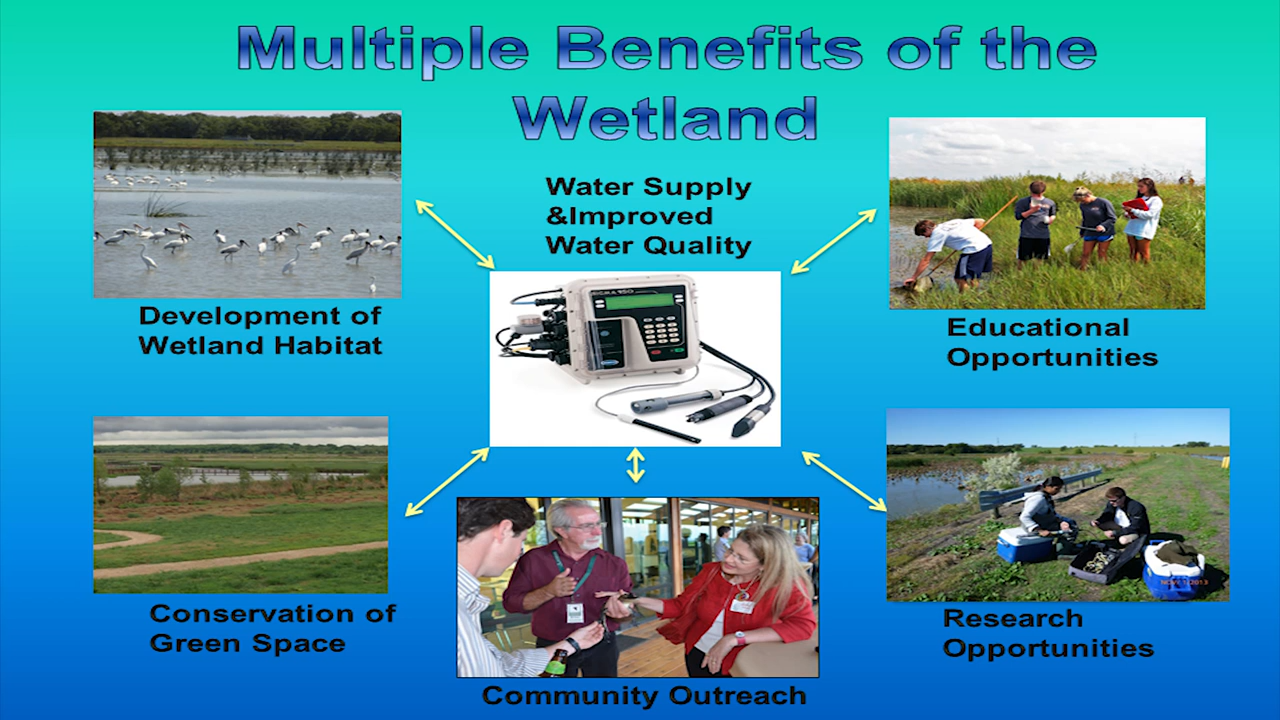 Multiple Benefits of the
Wetland
Water Supply
&Improved
Water Quality
Development of
Wetland Habitat
Educational
Opportunities
Conservation of
Green Space
Community Outreach
Research
Opportunities